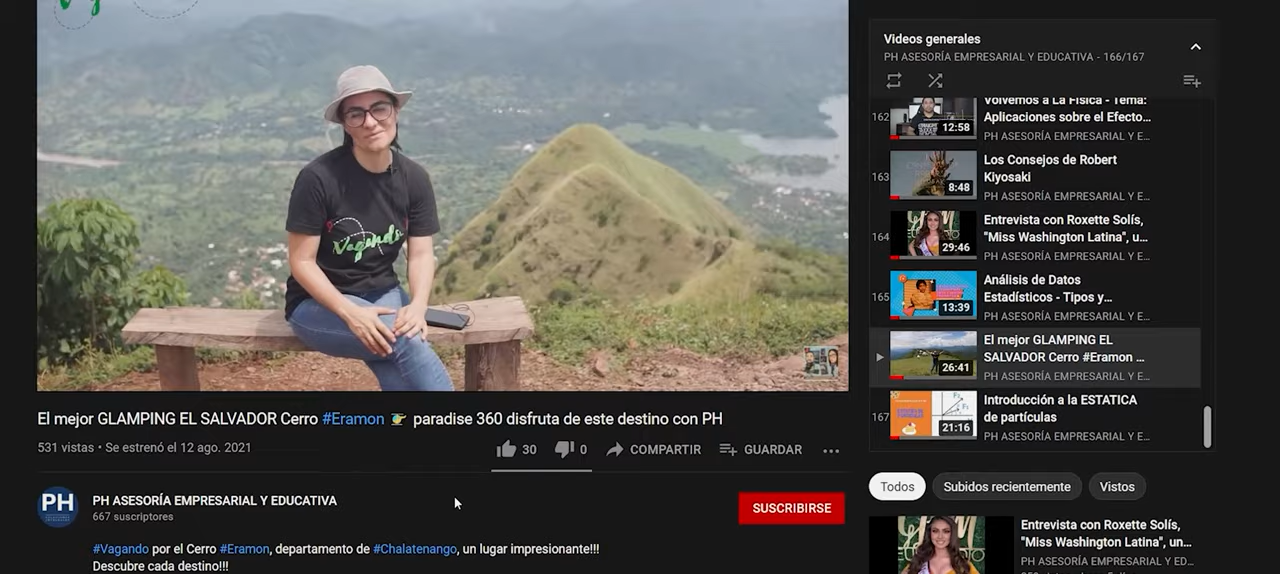 Vagando
El mejor GLAMPING EL SALVADOR Cerro #Eramon 👉 paradise 360 disfruta de este destino con PH
531 vistas • Se estrenó el 12 ago. 2021
30
0
COMPARTIR
GUARDAR
PH
PH ASESORÍA EMPRESARIAL Y EDUCATIVA
667 suscriptores
SUSCRIBIRSE
#Vagando por el Cerro #Eramon, departamento de #Chalatenango, un lugar impresionante!!!
Descubre cada destino!!!
Videos generales
PH ASESORÍA EMPRESARIAL Y EDUCATIVA - 166/167
162
12:58
Volvemos a La Física - Tema:
Aplicaciones sobre el Efecto...
PH ASESORÍA EMPRESARIAL Y E...
163
8:48
Los Consejos de Robert
Kiyosaki
PH ASESORÍA EMPRESARIAL Y E...
164
29:46
Entrevista con Roxette Solís,
"Miss Washington Latina", u...
PH ASESORÍA EMPRESARIAL Y E...
165
13:39
Análisis de Datos
Estadísticos - Tipos y...
PH ASESORÍA EMPRESARIAL Y E...
26:41
El mejor GLAMPING EL
SALVADOR Cerro #Eramon ...
PH ASESORÍA EMPRESARIAL Y E...
167
21:16
Introducción a la ESTATICA
de partículas
PH ASESORÍA EMPRESARIAL Y E...
Todos
Subidos recientemente
Vistos
Entrevista con Roxette Solís,
"Miss Washington Latina", un...
PH ASESORÍA EMPRESARIAL Y ED...